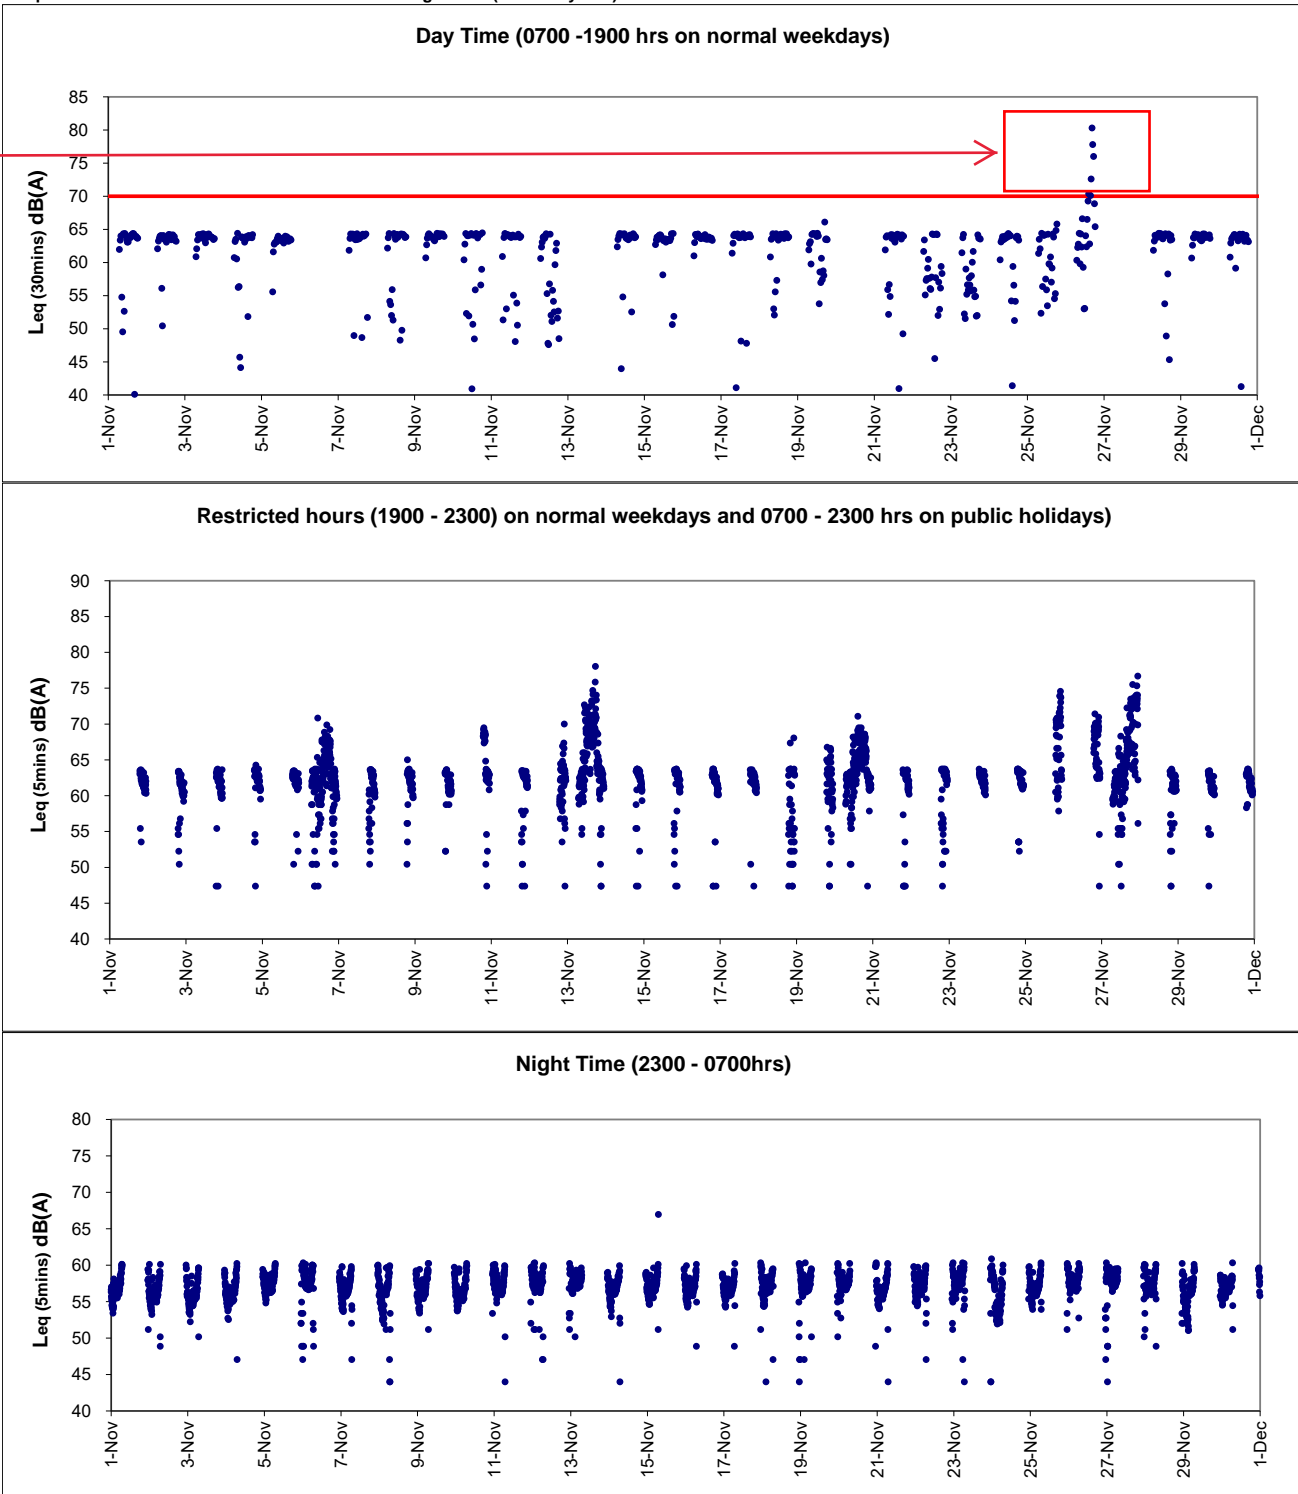 Day Time (0700 -1900 hrs on normal weekdays)
Leq (30mins) dB(A)
85
80
75
70
65
60
55
50
45
40
1-Nov
3-Nov
5-Nov
7-Nov
9-Nov
11-Nov
13-Nov
15-Nov
17-Nov
19-Nov
21-Nov
23-Nov
25-Nov
27-Nov
29-Nov
1-Dec
Restricted hours (1900 - 2300) on normal weekdays and 0700 - 2300 hrs on public holidays)
Leq (5mins) dB(A)
90
85
80
75
70
65
60
55
50
45
40
1-Nov
3-Nov
5-Nov
7-Nov
9-Nov
11-Nov
13-Nov
15-Nov
17-Nov
19-Nov
21-Nov
23-Nov
25-Nov
27-Nov
29-Nov
1-Dec
Night Time (2300 - 0700hrs)
Leq (5mins) dB(A)
80
75
70
65
60
55
50
45
40
1-Nov
3-Nov
5-Nov
7-Nov
9-Nov
11-Nov
13-Nov
15-Nov
17-Nov
19-Nov
21-Nov
23-Nov
25-Nov
27-Nov
29-Nov
1-Dec